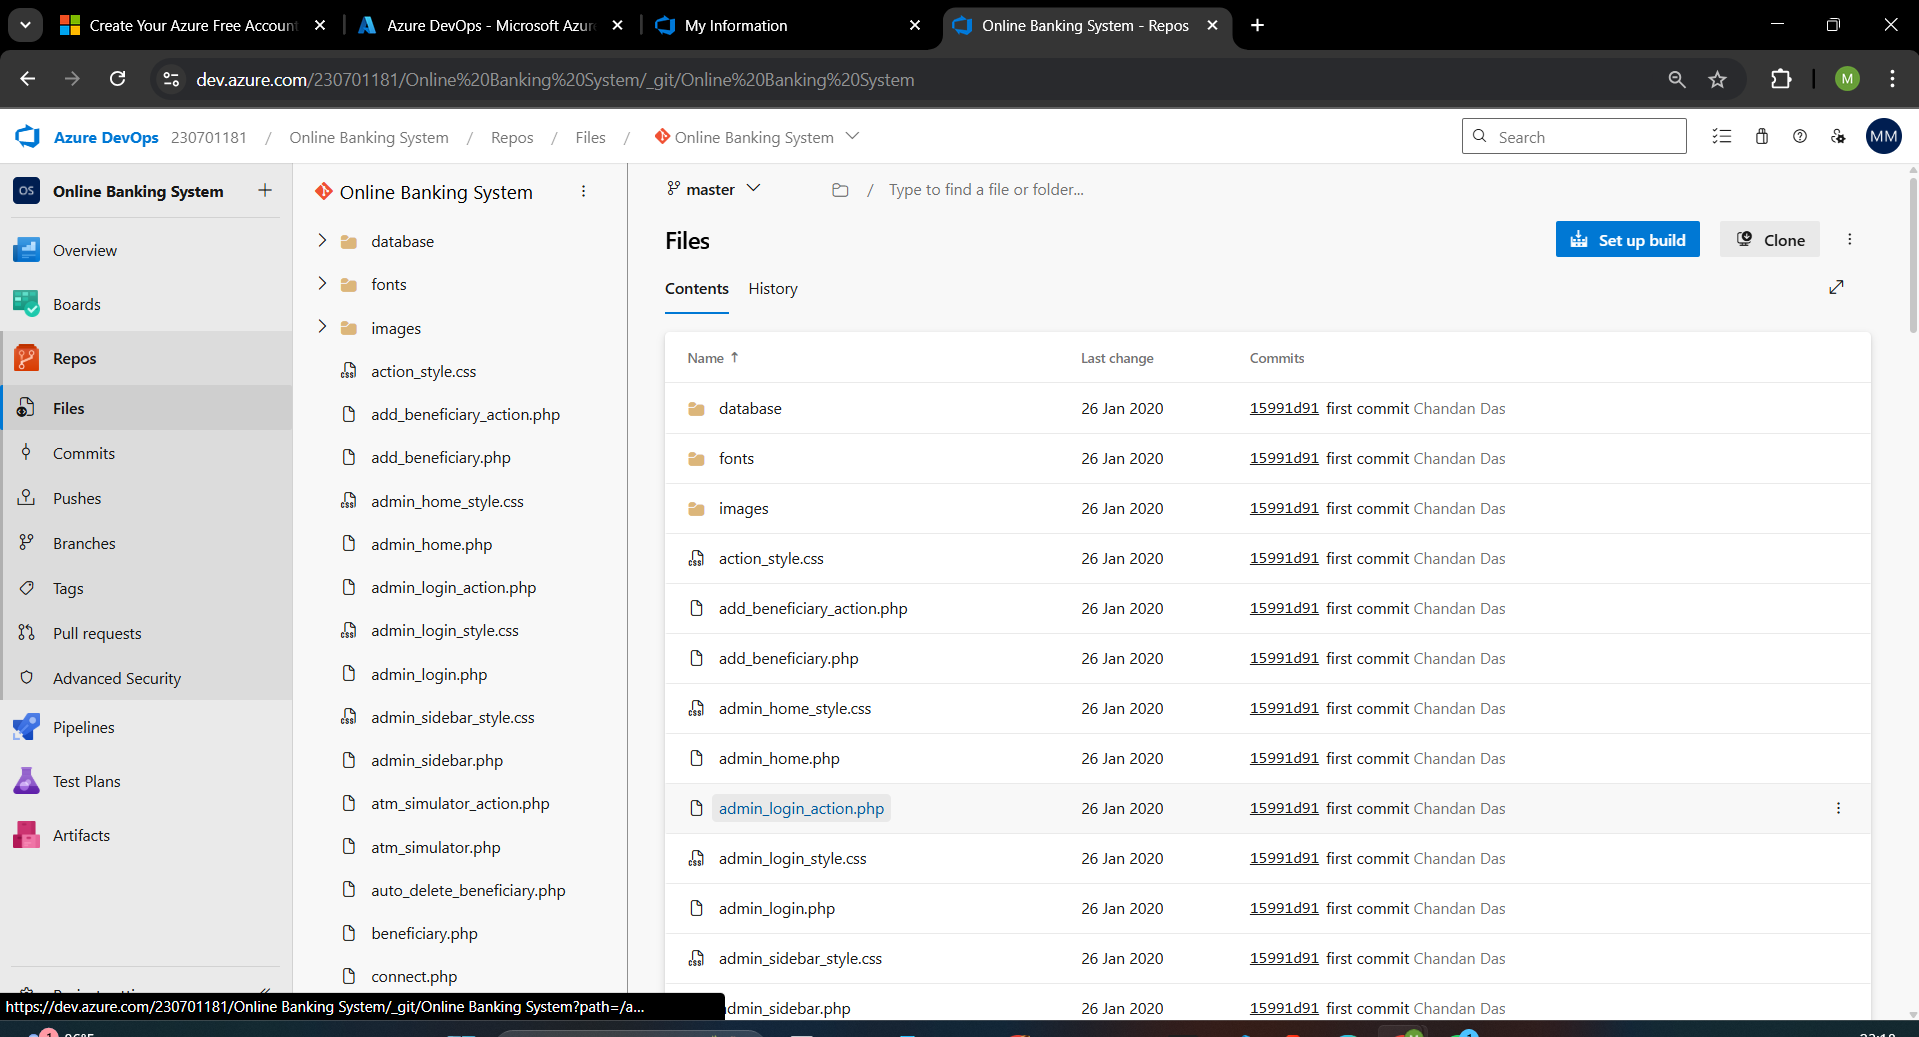 Create Your Azure Free Account
Azure DevOps - Microsoft Azur
My Information
Online Banking System - Repos
dev.azure.com/230701181/Online%20Banking%20System/_git/Online%20Banking%20System
M
Azure DevOps 230701181 / Online Banking System / Repos / Files / Online Banking System
Search
MM
OS Online Banking System
Overview
Boards
Repos
Files
Commits
Pushes
Branches
Tags
Pull requests
Advanced Security
Pipelines
Test Plans
Artifacts
Online Banking System
database
fonts
images
action_style.css
add_beneficiary_action.php
add_beneficiary.php
admin_home_style.css
admin_home.php
admin_login_action.php
admin_login_style.css
admin_login.php
admin_sidebar_style.css
admin_sidebar.php
atm_simulator_action.php
atm_simulator.php
auto_delete_beneficiary.php
beneficiary.php
connect.php
master
/ Type to find a file or folder...
Files
Set up build
Clone
Contents History
Name Last change Commits
database 26 Jan 2020 15991d91 first commit Chandan Das
fonts 26 Jan 2020 15991d91 first commit Chandan Das
images 26 Jan 2020 15991d91 first commit Chandan Das
action_style.css 26 Jan 2020 15991d91 first commit Chandan Das
add_beneficiary_action.php 26 Jan 2020 15991d91 first commit Chandan Das
add_beneficiary.php 26 Jan 2020 15991d91 first commit Chandan Das
admin_home_style.css 26 Jan 2020 15991d91 first commit Chandan Das
admin_home.php 26 Jan 2020 15991d91 first commit Chandan Das
admin_login_action.php 26 Jan 2020 15991d91 first commit Chandan Das
admin_login_style.css 26 Jan 2020 15991d91 first commit Chandan Das
admin_login.php 26 Jan 2020 15991d91 first commit Chandan Das
admin_sidebar_style.css 26 Jan 2020 15991d91 first commit Chandan Das
dmin_sidebar.php 26 Jan 2020 15991d91 first commit Chandan Das
https://dev.azure.com/230701181/Online Banking System/_git/Online Banking System?path=/a...